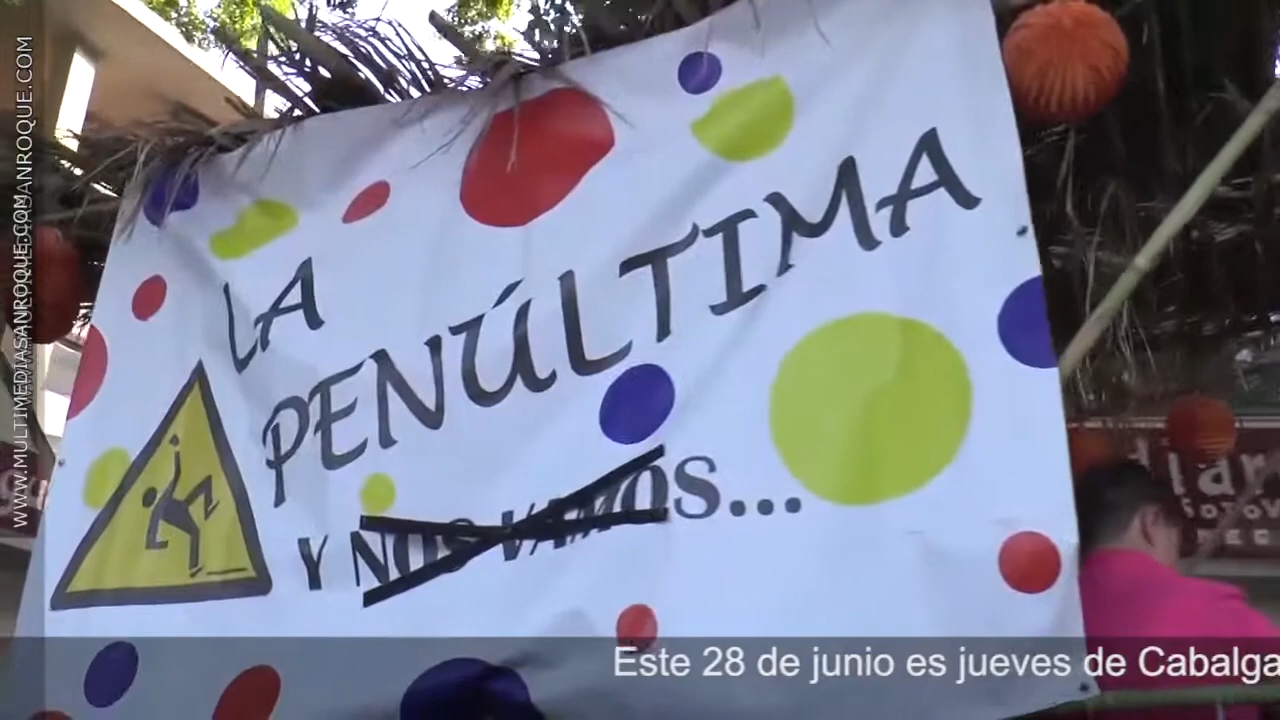 WWW.MULTIMEDIASANROQUE.COM
LA
PENÚLTIMA
Y NOS VAMOS...
Este 28 de junio es jueves de Cabalga